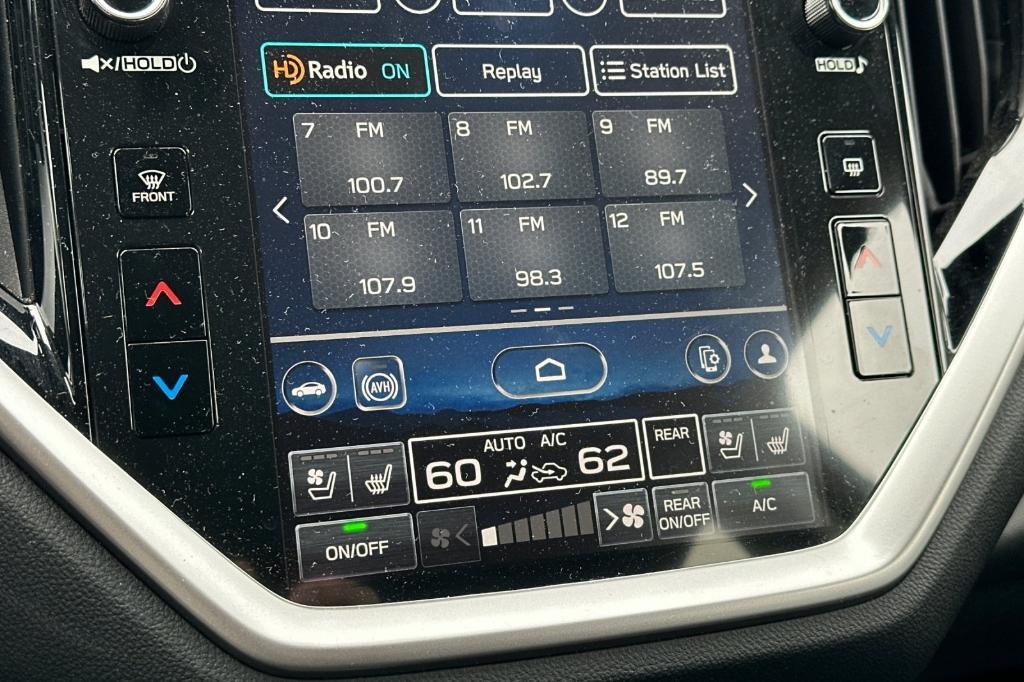 HD Radio ON
Replay
Station List
/HOLD
HOLD
7 FM
100.7
8 FM
102.7
9 FM
89.7
FRONT
10 FM
107.9
11 FM
98.3
12 FM
107.5
AVH
AUTO A/C
60
62
REAR
ON/OFF
REAR
ON/OFF
A/C